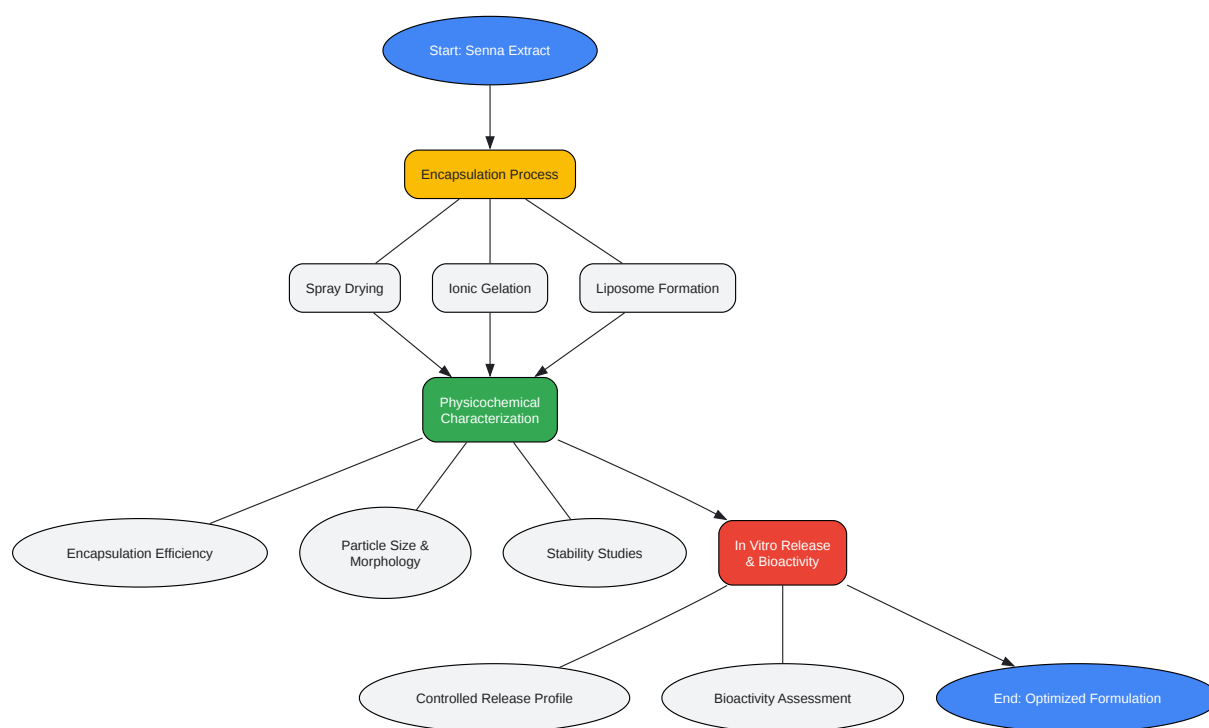 Start: Senna Extract
Encapsulation Process
Spray Drying
Ionic Gelation
Liposome Formation
Physicochemical
Characterization
Encapsulation Efficiency
Particle Size &
Morphology
Stability Studies
In Vitro Release
& Bioactivity
Controlled Release Profile
Bioactivity Assessment
End: Optimized Formulation